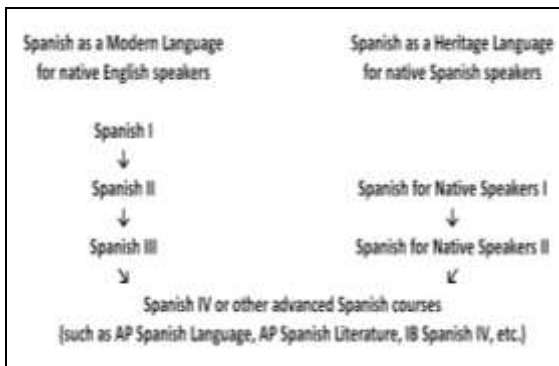 Spanish as a Modern Language
for native English speakers
Spanish as a Heritage Language
for native Spanish speakers
Spanish I
↓
Spanish II
Spanish for Native Speakers I
↓
↓
Spanish III
Spanish for Native Speakers II
↘
↙
Spanish IV or other advanced Spanish courses
(such as AP Spanish Language, AP Spanish Literature, IB Spanish IV, etc.)